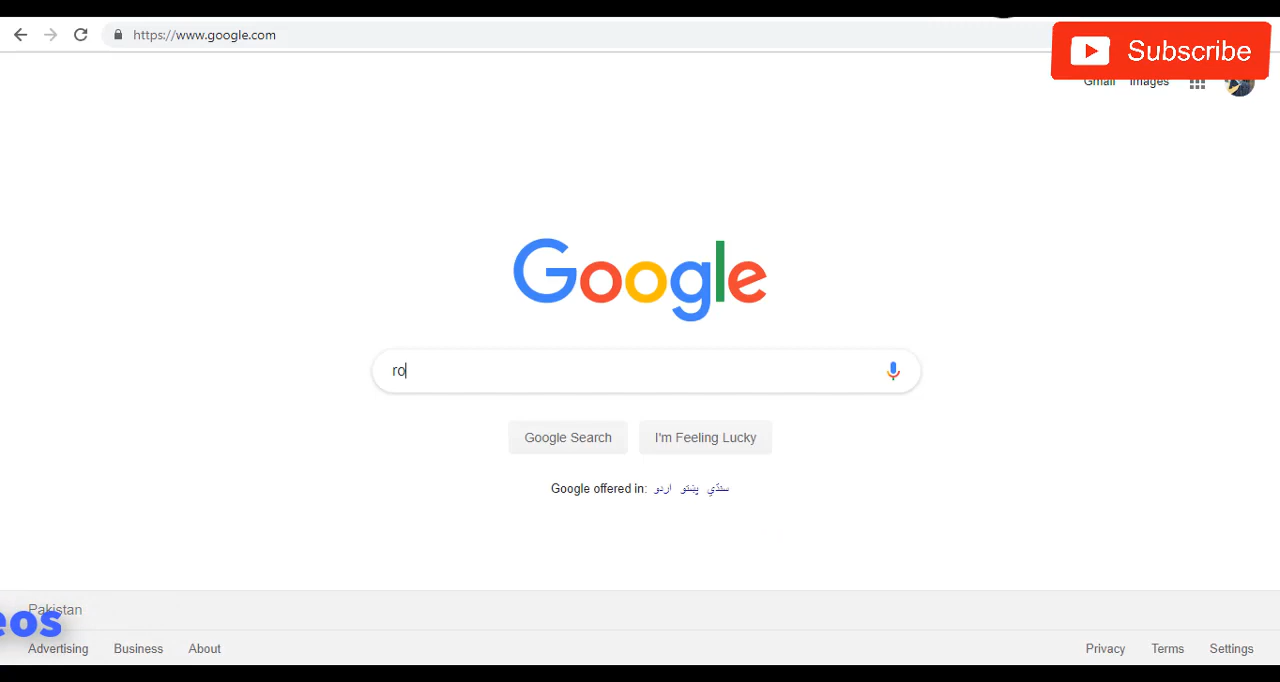 https://www.google.com
Subscribe
Gmail Images
Google
ro
Google Search I'm Feeling Lucky
Google offered in: اردو پښتو سنڌي
Pakistan
eos
Advertising Business About Privacy Terms Settings